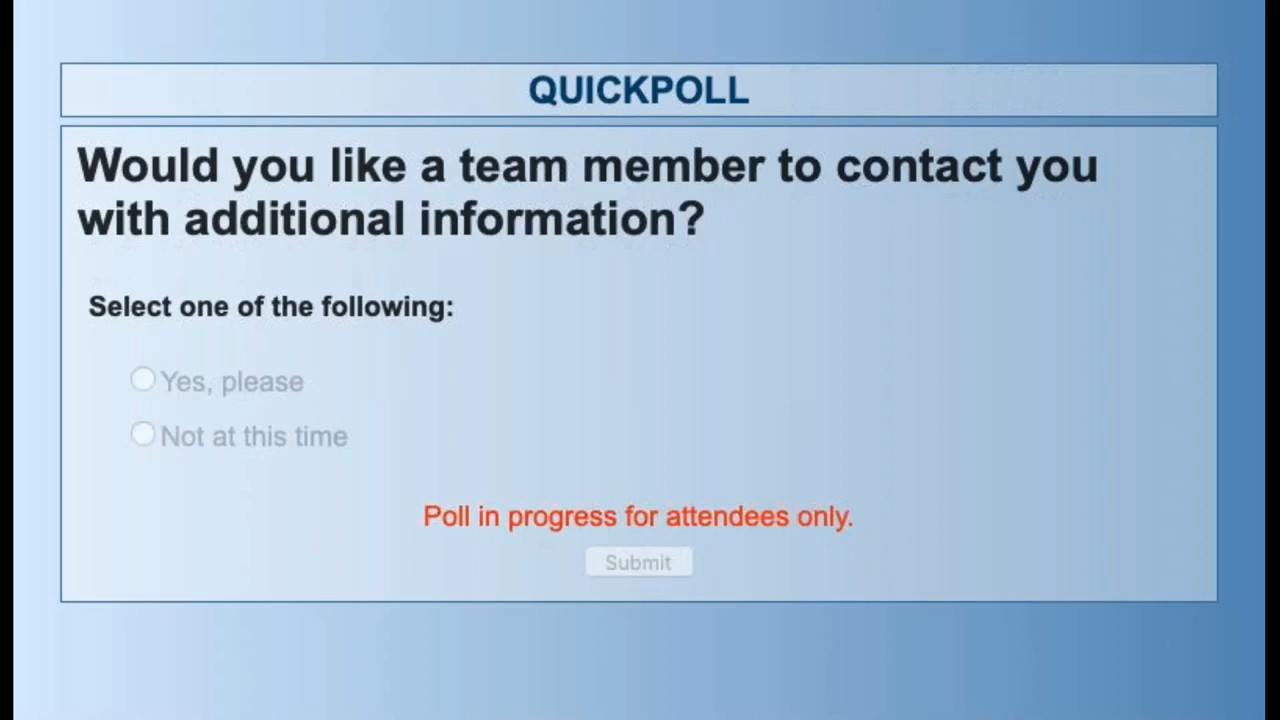 QUICKPOLL
Would you like a team member to contact you
with additional information?
Select one of the following:
Yes, please
Not at this time
Poll in progress for attendees only.
Submit